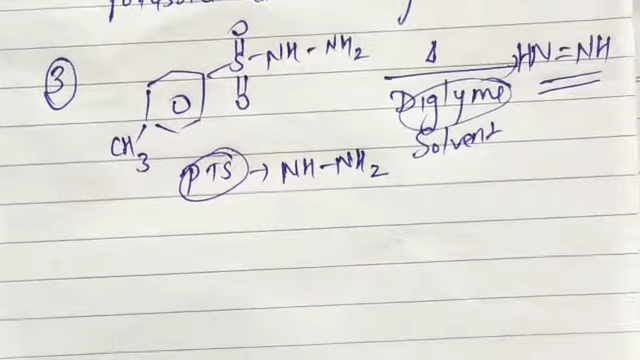 O
||
S - NH - NH₂ Δ HN = NH
③
||
O
O Diglyme
CH₃ Solvent
PTS → NH - NH₂